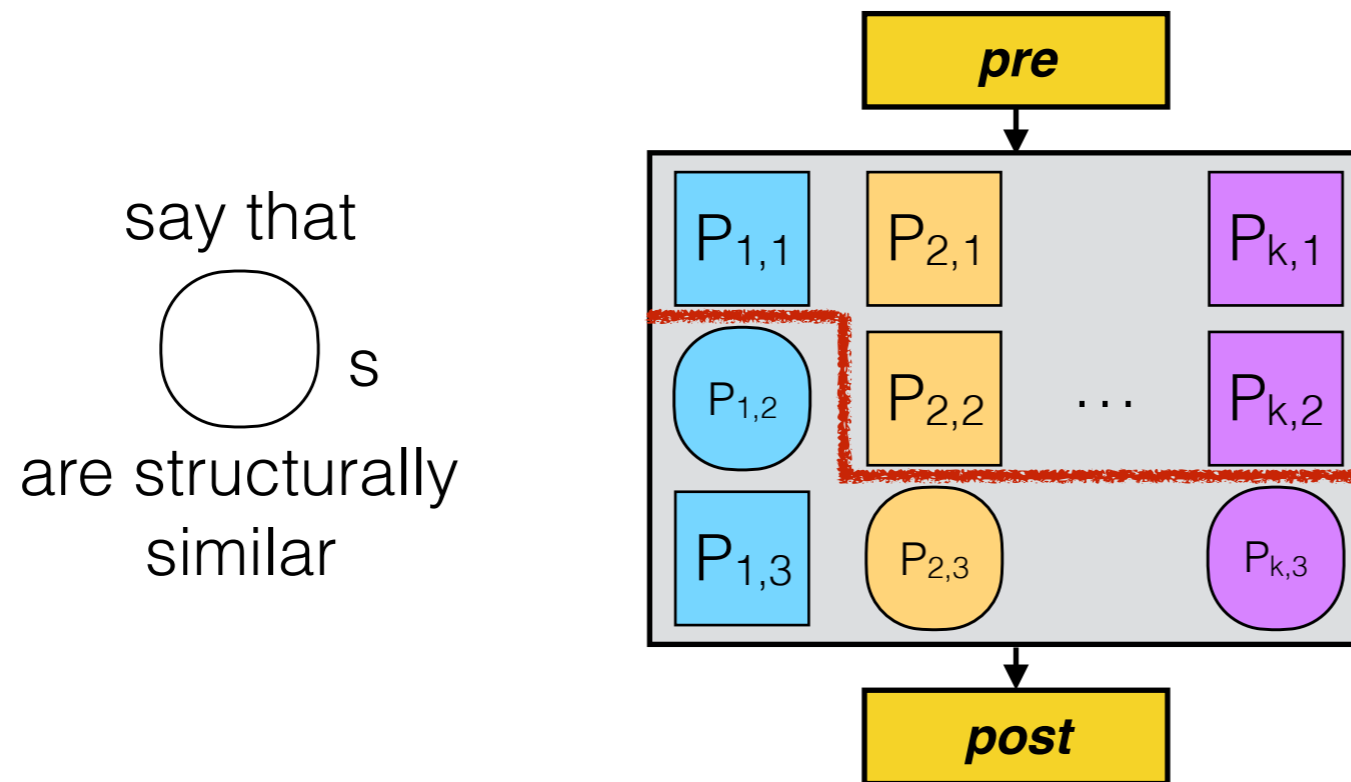 say that
s
are structurally
similar
pre
P1,1 P2,1 Pk,1
P1,2 P2,2 ... Pk,2
P1,3 P2,3 Pk,3
post